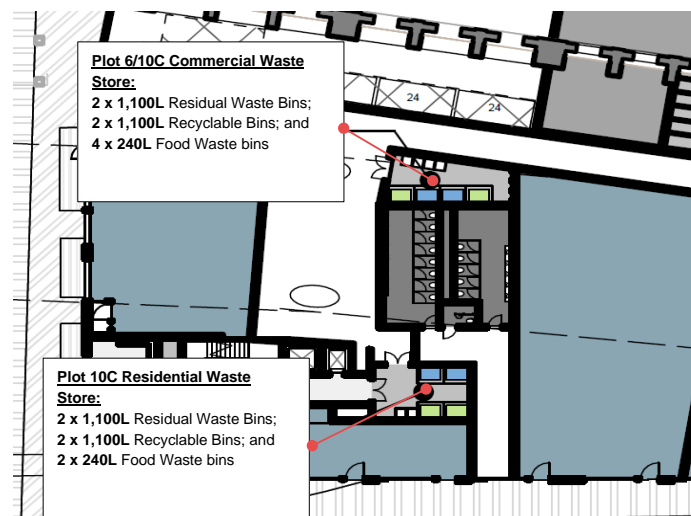 Plot 6/10C Commercial Waste
Store:
2 x 1,100L Residual Waste Bins;
2 x 1,100L Recyclable Bins; and
4 x 240L Food Waste bins
24
24
Plot 10C Residential Waste
Store:
2 x 1,100L Residual Waste Bins;
2 x 1,100L Recyclable Bins; and
2 x 240L Food Waste bins